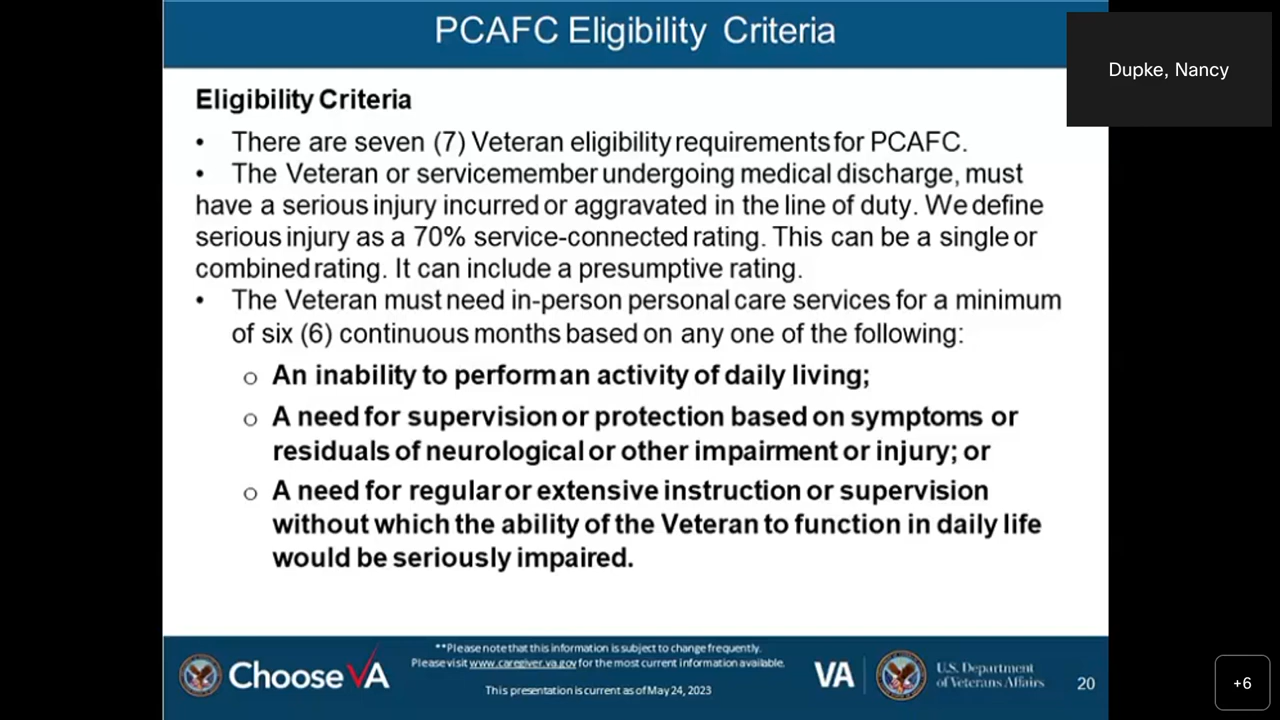 PCAFC Eligibility Criteria
Dupke, Nancy
Eligibility Criteria
• There are seven (7) Veteran eligibility requirements for PCAFC.
• The Veteran or servicemember undergoing medical discharge, must
have a serious injury incurred or aggravated in the line of duty. We define
serious injury as a 70% service-connected rating. This can be a single or
combined rating. It can include a presumptive rating.
• The Veteran must need in-person personal care services for a minimum
of six (6) continuous months based on any one of the following:
o An inability to perform an activity of daily living;
o A need for supervision or protection based on symptoms or
residuals of neurological or other impairment or injury; or
o A need for regular or extensive instruction or supervision
without which the ability of the Veteran to function in daily life
would be seriously impaired.
**Please note that this information is subject to change frequently.
Please visit www.caregiver.va.gov for the most current information available.
This presentation is current as of May 24, 2023
Choose VA
VA
U.S. Department
of Veterans Affairs
20
+6